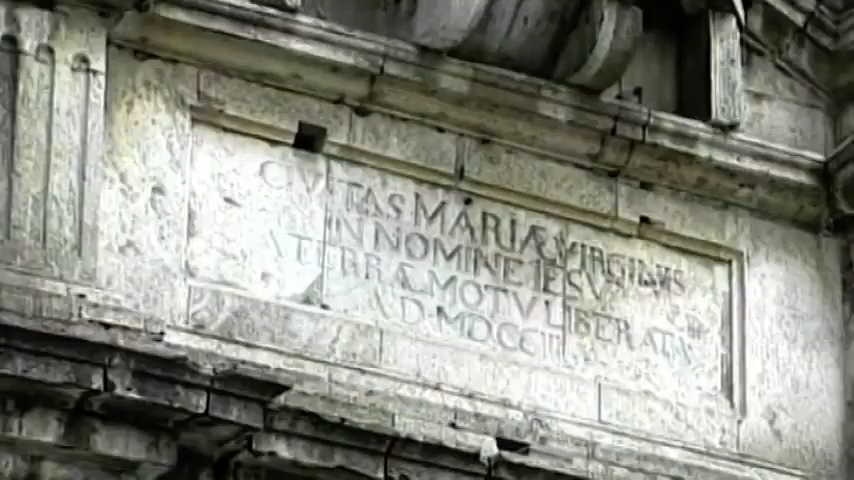 CIVITAS MARIÆ VIRGINIS
IN NOMINE IESV
A TERRÆ MOTV LIBERATA
A.D. MDCCIII